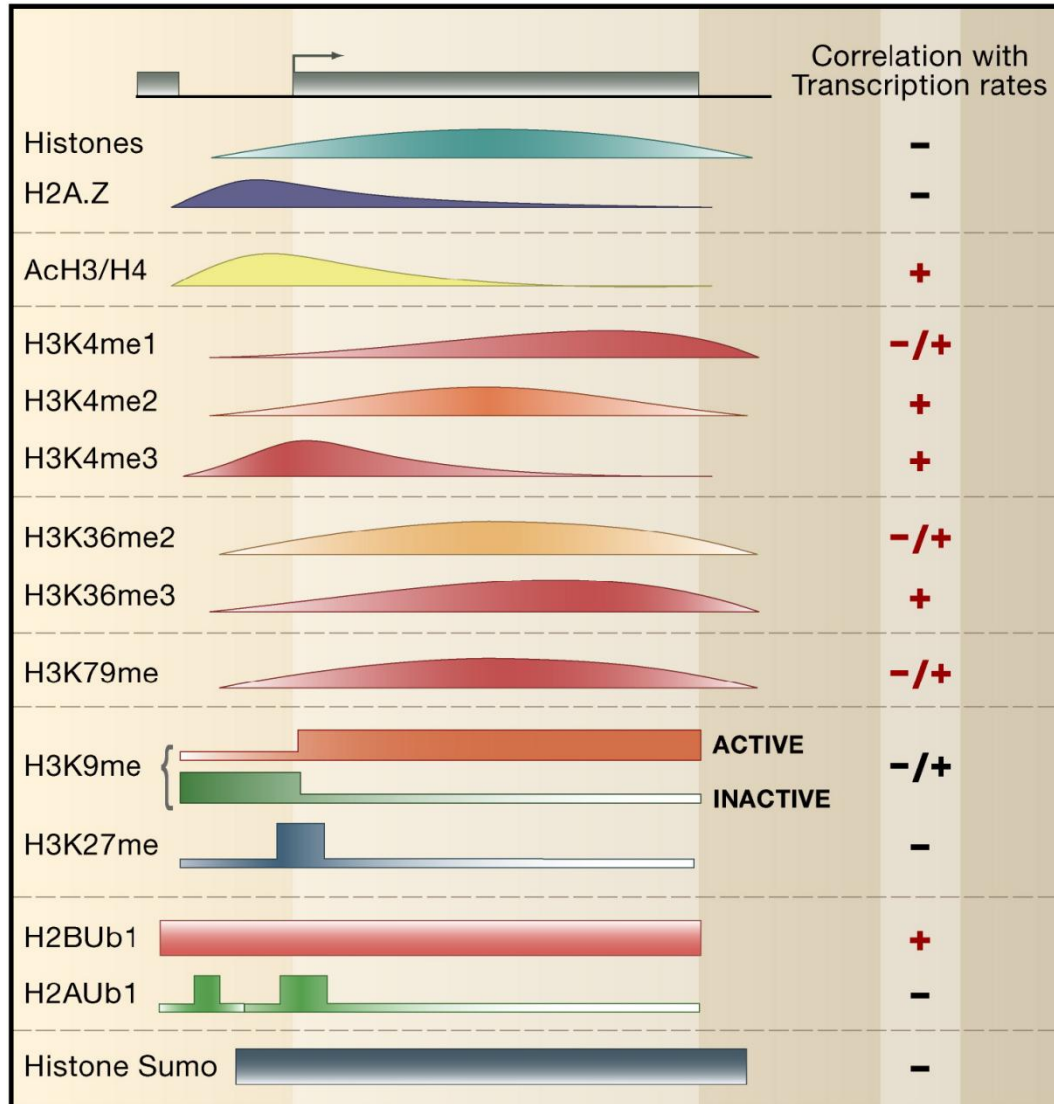 Correlation with
Transcription rates
Histones -
H2A.Z -
AcH3/H4 +
H3K4me1 -/+
H3K4me2 +
H3K4me3 +
H3K36me2 -/+
H3K36me3 +
H3K79me -/+
ACTIVE
H3K9me { -/+
INACTIVE
H3K27me -
H2BUb1 +
H2AUb1 -
Histone Sumo -